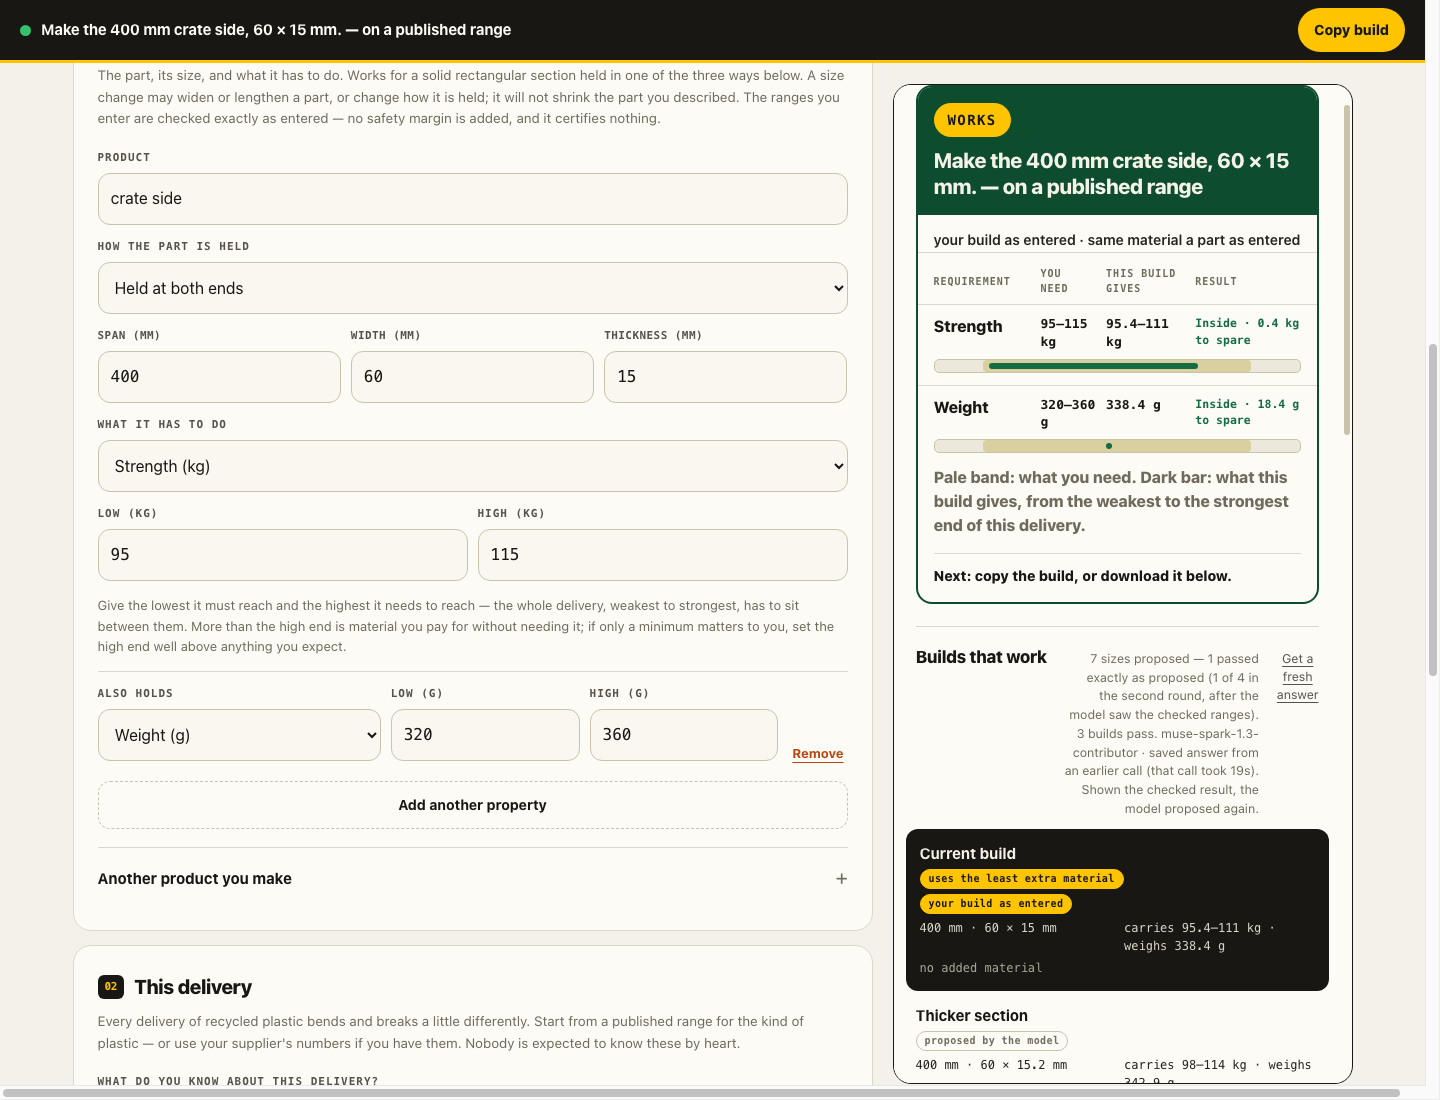 Make the 400 mm crate side, 60 × 15 mm. — on a published range
Copy build
The part, its size, and what it has to do. Works for a solid rectangular section held in one of the three ways below. A size
change may widen or lengthen a part, or change how it is held; it will not shrink the part you described. The ranges you
enter are checked exactly as entered — no safety margin is added, and it certifies nothing.
PRODUCT
crate side
HOW THE PART IS HELD
Held at both ends
SPAN (MM)
WIDTH (MM)
THICKNESS (MM)
400
60
15
WHAT IT HAS TO DO
Strength (kg)
LOW (KG)
HIGH (KG)
95
115
Give the lowest it must reach and the highest it needs to reach — the whole delivery, weakest to strongest, has to sit
between them. More than the high end is material you pay for without needing it; if only a minimum matters to you, set the
high end well above anything you expect.
ALSO HOLDS
LOW (G)
HIGH (G)
Weight (g)
320
360
Remove
Add another property
Another product you make
+
02
This delivery
Every delivery of recycled plastic bends and breaks a little differently. Start from a published range for the kind of
plastic — or use your supplier's numbers if you have them. Nobody is expected to know these by heart.
WHAT DO YOU KNOW ABOUT THIS DELIVERY?
WORKS
Make the 400 mm crate side, 60 × 15
mm. — on a published range
your build as entered · same material a part as entered
REQUIREMENT
YOU
NEED
THIS BUILD
GIVES
RESULT
Strength
95–115
kg
95.4–111
kg
Inside · 0.4 kg
to spare
Weight
320–360
g
338.4 g
Inside · 18.4 g
to spare
Pale band: what you need. Dark bar: what this
build gives, from the weakest to the strongest
end of this delivery.
Next: copy the build, or download it below.
Builds that work
7 sizes proposed — 1 passed
exactly as proposed (1 of 4 in
the second round, after the
model saw the checked ranges).
3 builds pass. muse-spark-1.3-
contributor · saved answer from
an earlier call (that call took 19s).
Shown the checked result, the
model proposed again.
Get a
fresh
answer
Current build
uses the least extra material
your build as entered
400 mm · 60 × 15 mm
carries 95.4–111 kg ·
weighs 338.4 g
no added material
Thicker section
proposed by the model
400 mm · 60 × 15.2 mm
carries 98–114 kg · weighs
342.9 g